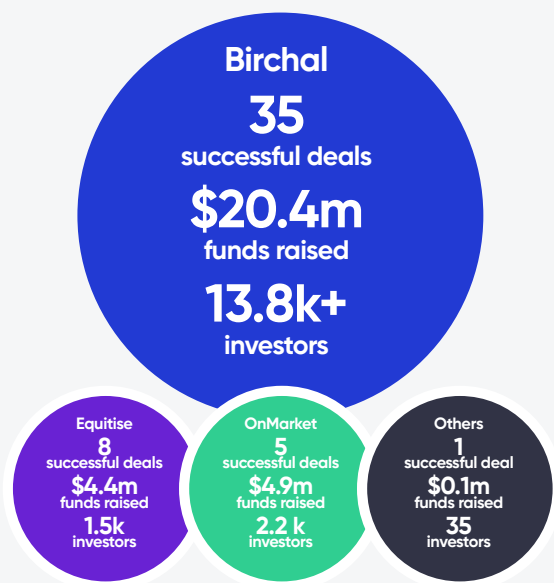 Birchal
35
successful deals
$20.4m
funds raised
13.8k+
investors
Equitise
8
successful deals
$4.4m
funds raised
1.5k
investors
OnMarket
5
successful deals
$4.9m
funds raised
2.2 k
investors
Others
1
successful deal
$0.1m
funds raised
35
investors